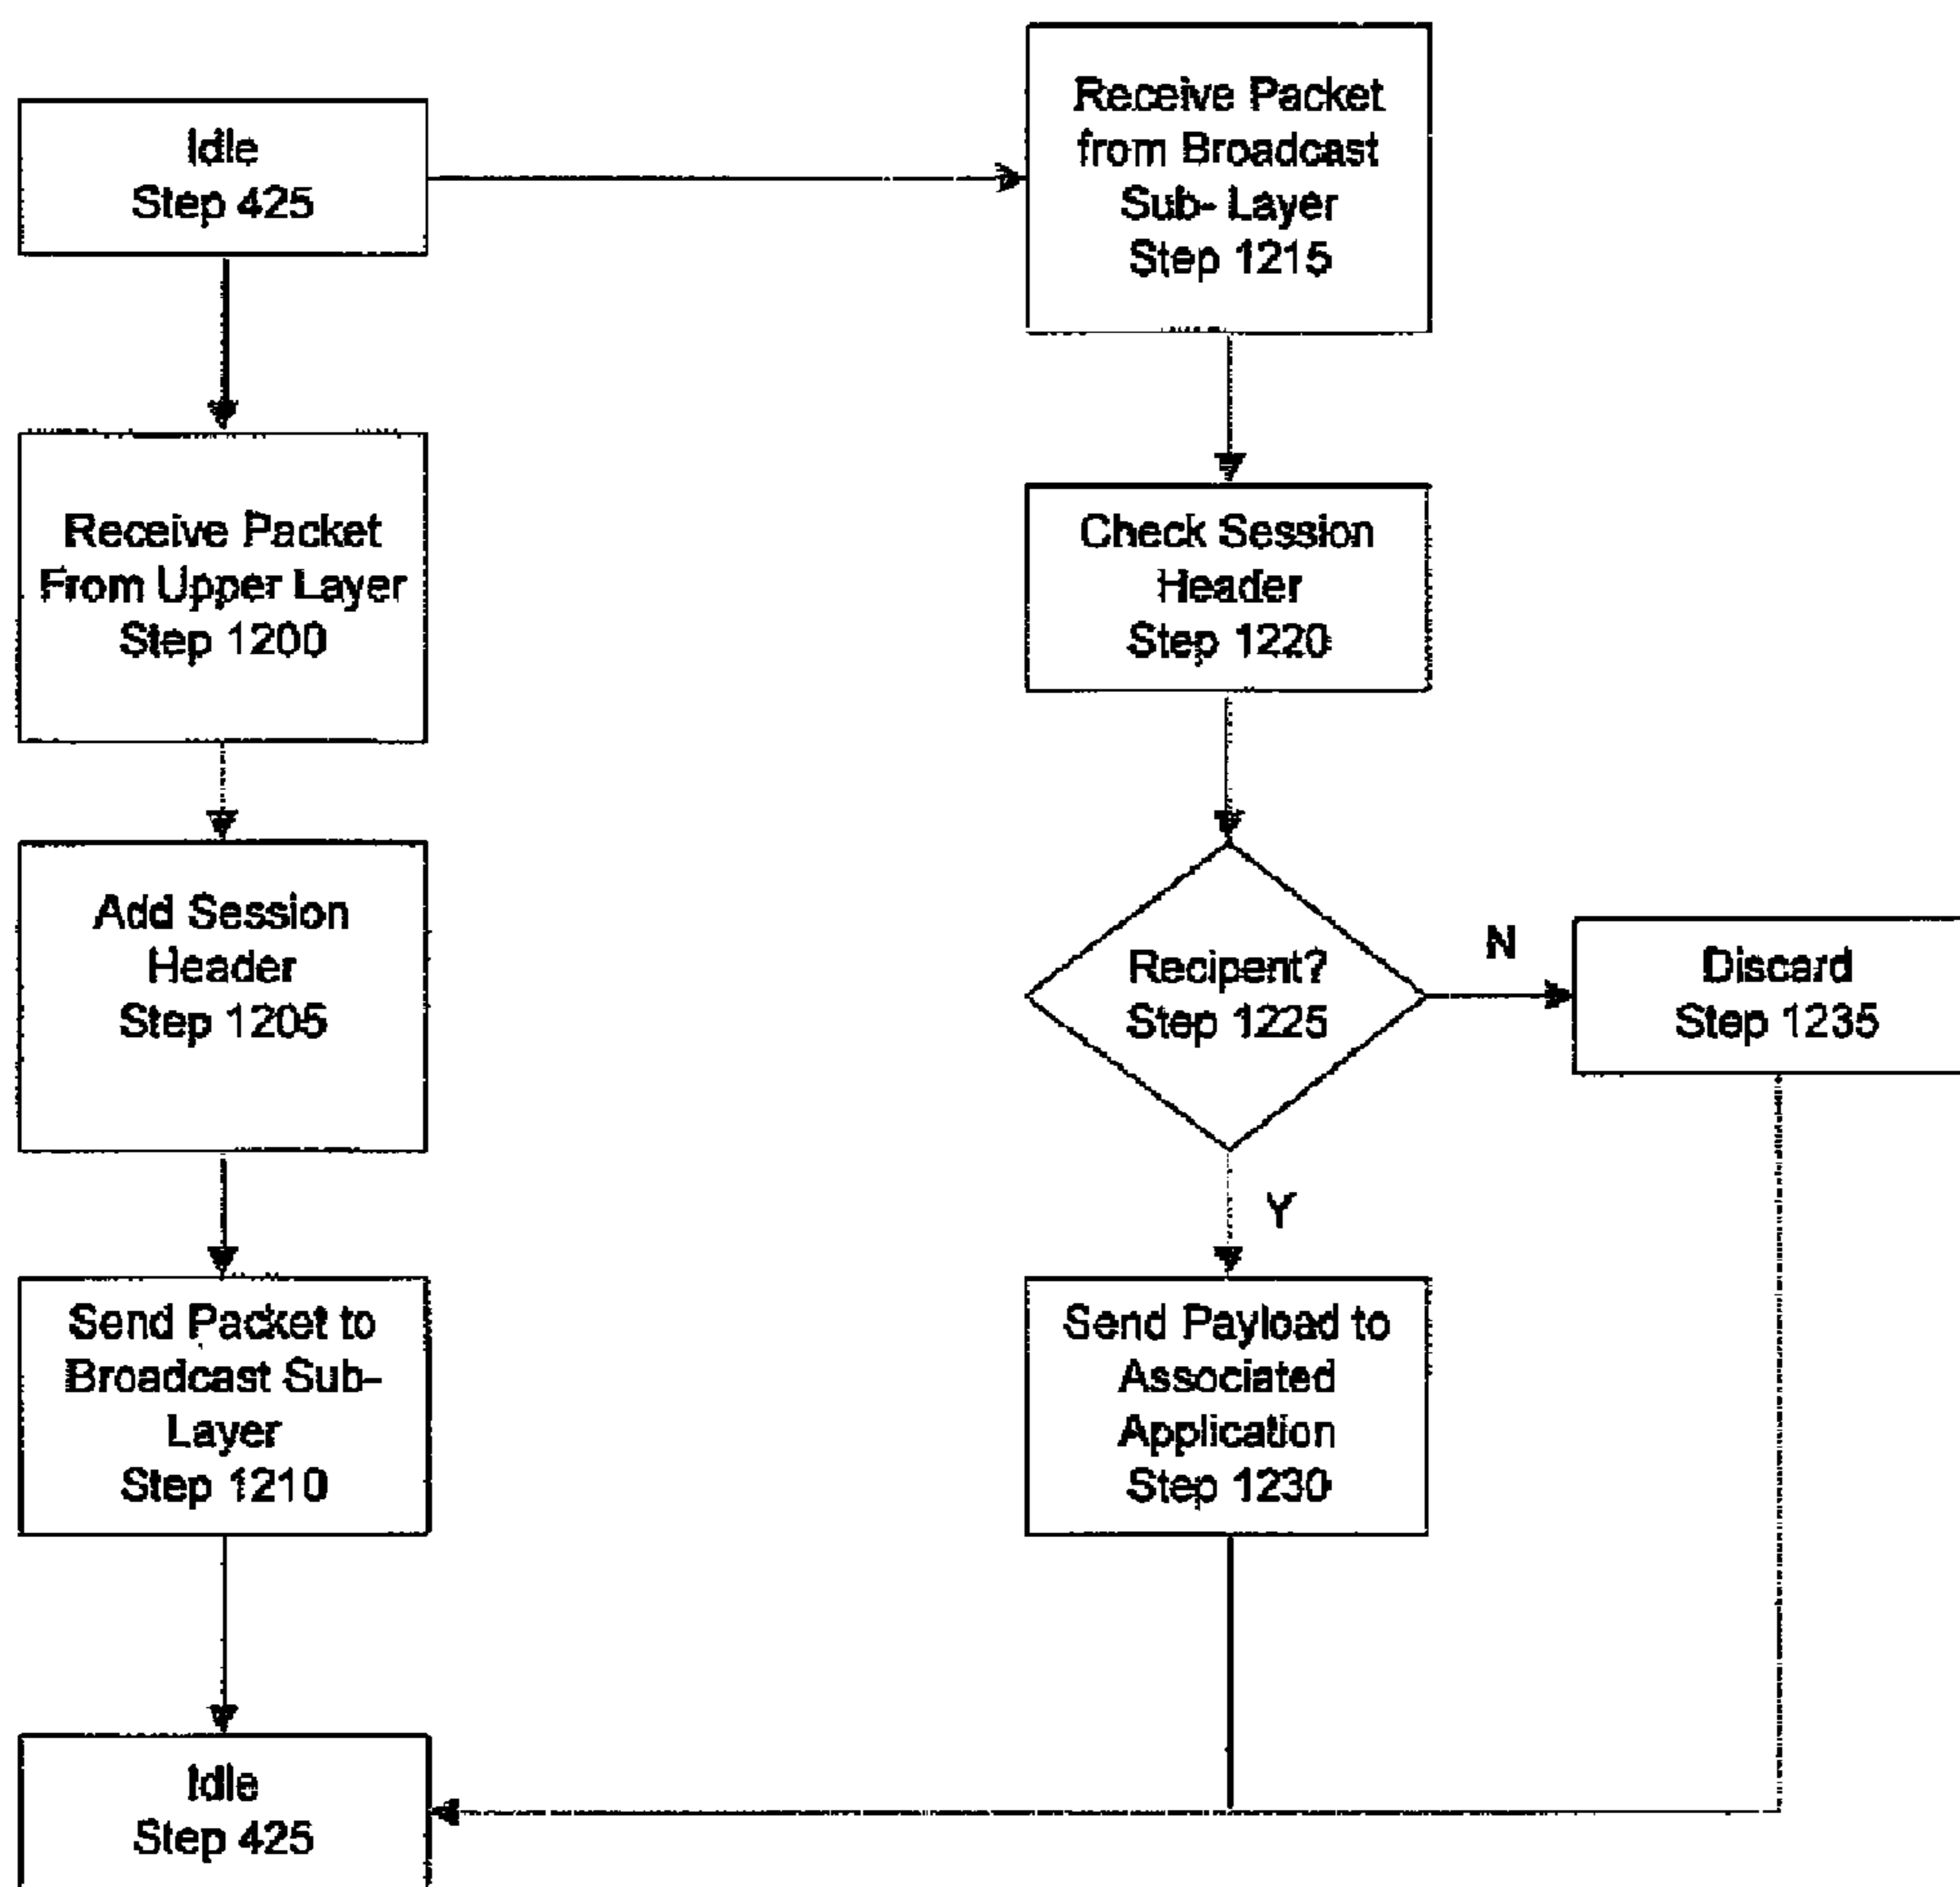 Idle
Step 425
Receive Packet
from Broadcast
Sub- Layer
Step 1215
Receive Packet
From Upper Layer
Step 1200
Check Session
Header
Step 1220
Add Session
Header
Step 1205
Recipent?
Step 1225
N
Discard
Step 1235
Y
Send Packet to
Broadcast Sub-
Layer
Step 1210
Send Payload to
Associated
Application
Step 1230
Idle
Step 425